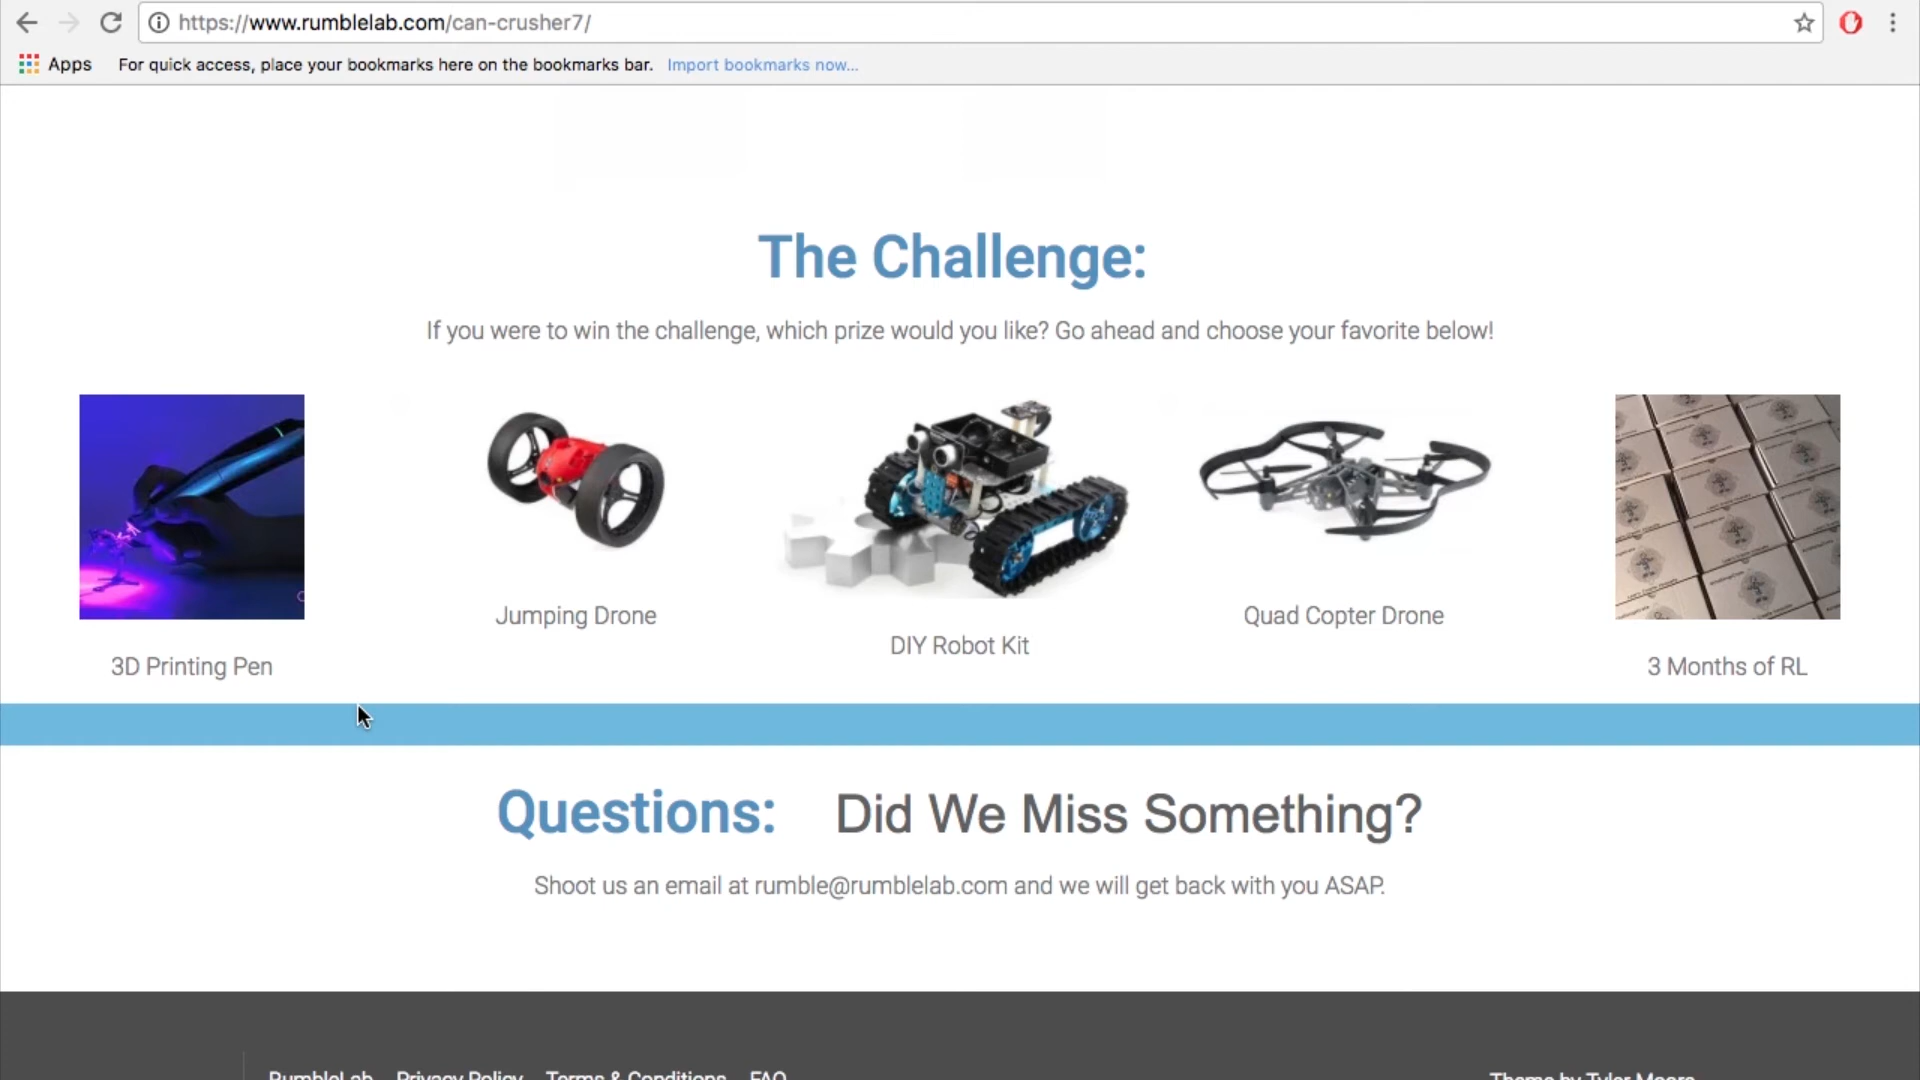 https://www.rumblelab.com/can-crusher7/
Apps For quick access, place your bookmarks here on the bookmarks bar. Import bookmarks now...
The Challenge:
If you were to win the challenge, which prize would you like? Go ahead and choose your favorite below!
Jumping Drone
Quad Copter Drone
DIY Robot Kit
3D Printing Pen
3 Months of RL
Questions: Did We Miss Something?
Shoot us an email at rumble@rumblelab.com and we will get back with you ASAP.
RumbleLab Privacy Policy Terms & Conditions FAQ
Theme by Tyler Moore